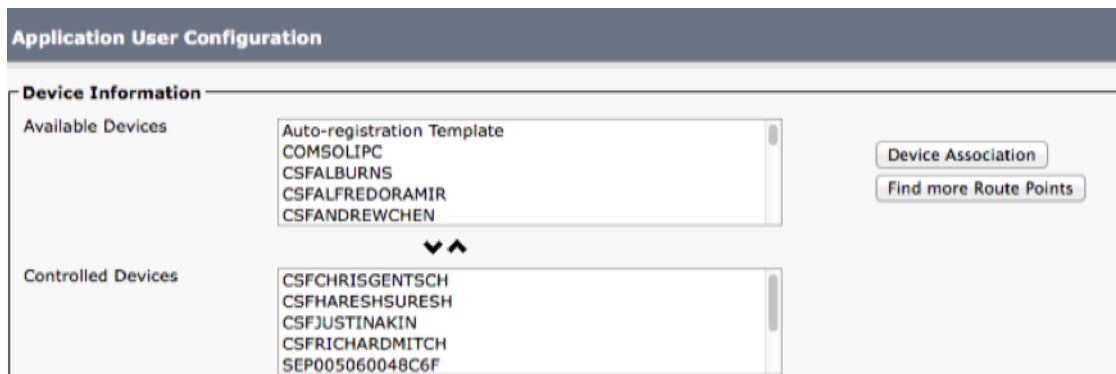 Application User Configuration
Device Information
Available Devices
Auto-registration Template
COMSOLIPC
CSFALBURNS
CSFALFREDORAMIR
CSFANDREWCHEN
Device Association
Find more Route Points
Controlled Devices
CSFCHRISGENTSCH
CSFHARESHSURESH
CSFJUSTINAKIN
CSFRICHARDMITCH
SEP005060048C6F